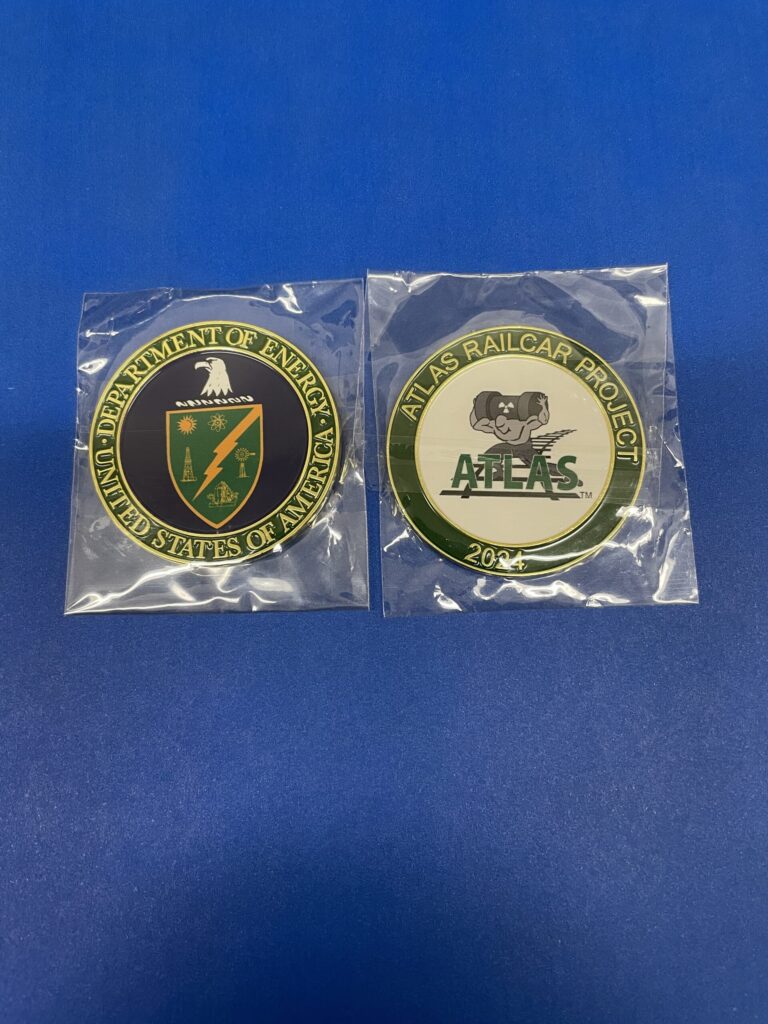 DEPARTMENT OF ENERGY
UNITED STATES OF AMERICA
ATLAS RAILCAR PROJECT
ATLAS
TM
2024